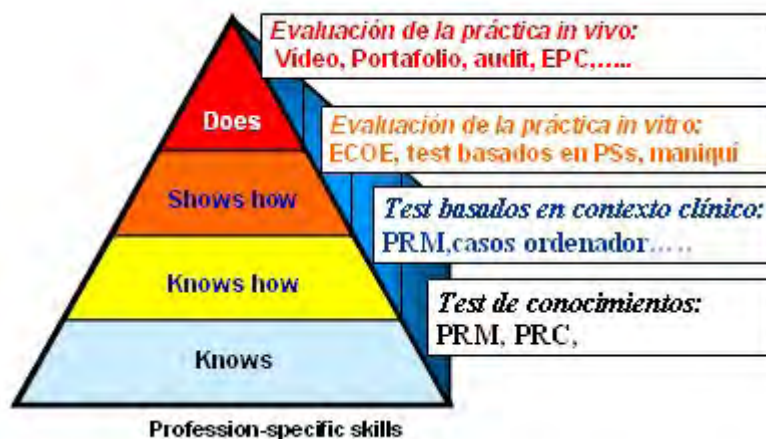 Evaluación de la práctica in vivo:
Vídeo, Portafolio, audit, EPC,.....
Does
Evaluación de la práctica in vitro:
ECOE, test basados en PSs, maniquí
Shows how
Test basados en contexto clínico:
PRM,casos ordenador.....
Knows how
Test de conocimientos:
PRM, PRC,
Knows
Profession-specific skills